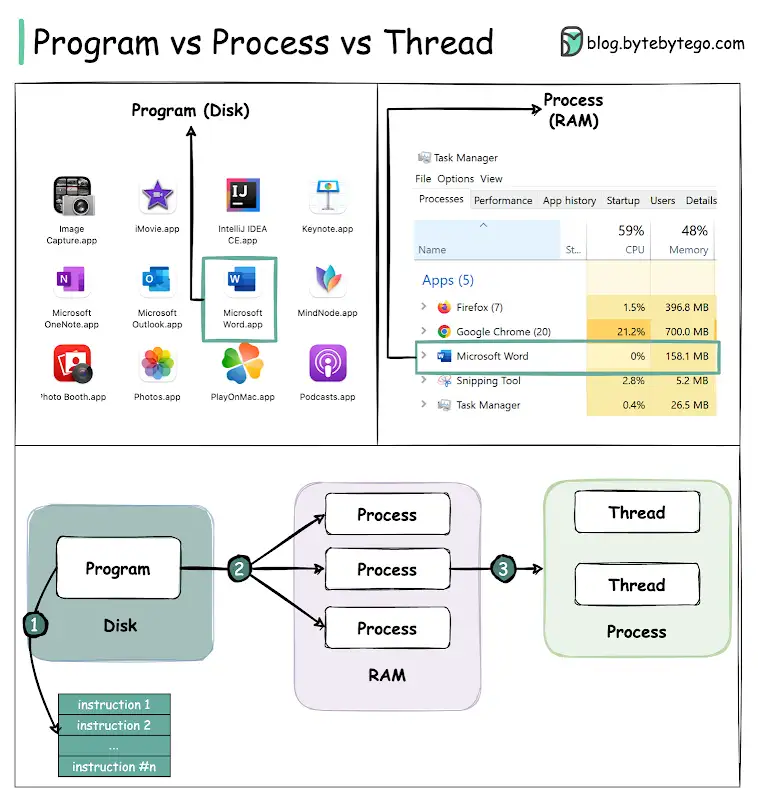 Program vs Process vs Thread
blog.bytebytego.com
Program (Disk)
Image
Capture.app
iMovie.app
IntelliJ IDEA
CE.app
Keynote.app
Microsoft
OneNote.app
Microsoft
Outlook.app
Microsoft
Word.app
MindNode.app
Photo Booth.app
Photos.app
PlayOnMac.app
Podcasts.app
Process
(RAM)
Task Manager
File Options View
Processes Performance App history Startup Users Details
59% 48%
Name St... CPU Memory
Apps (5)
Firefox (7) 1.5% 396.8 MB
Google Chrome (20) 21.2% 700.0 MB
Microsoft Word 0% 158.1 MB
Snipping Tool 2.8% 5.2 MB
Task Manager 0.4% 26.5 MB
Program
Disk
1
instruction 1
instruction 2
...
instruction #n
2
Process
Process
Process
RAM
3
Thread
Thread
Process